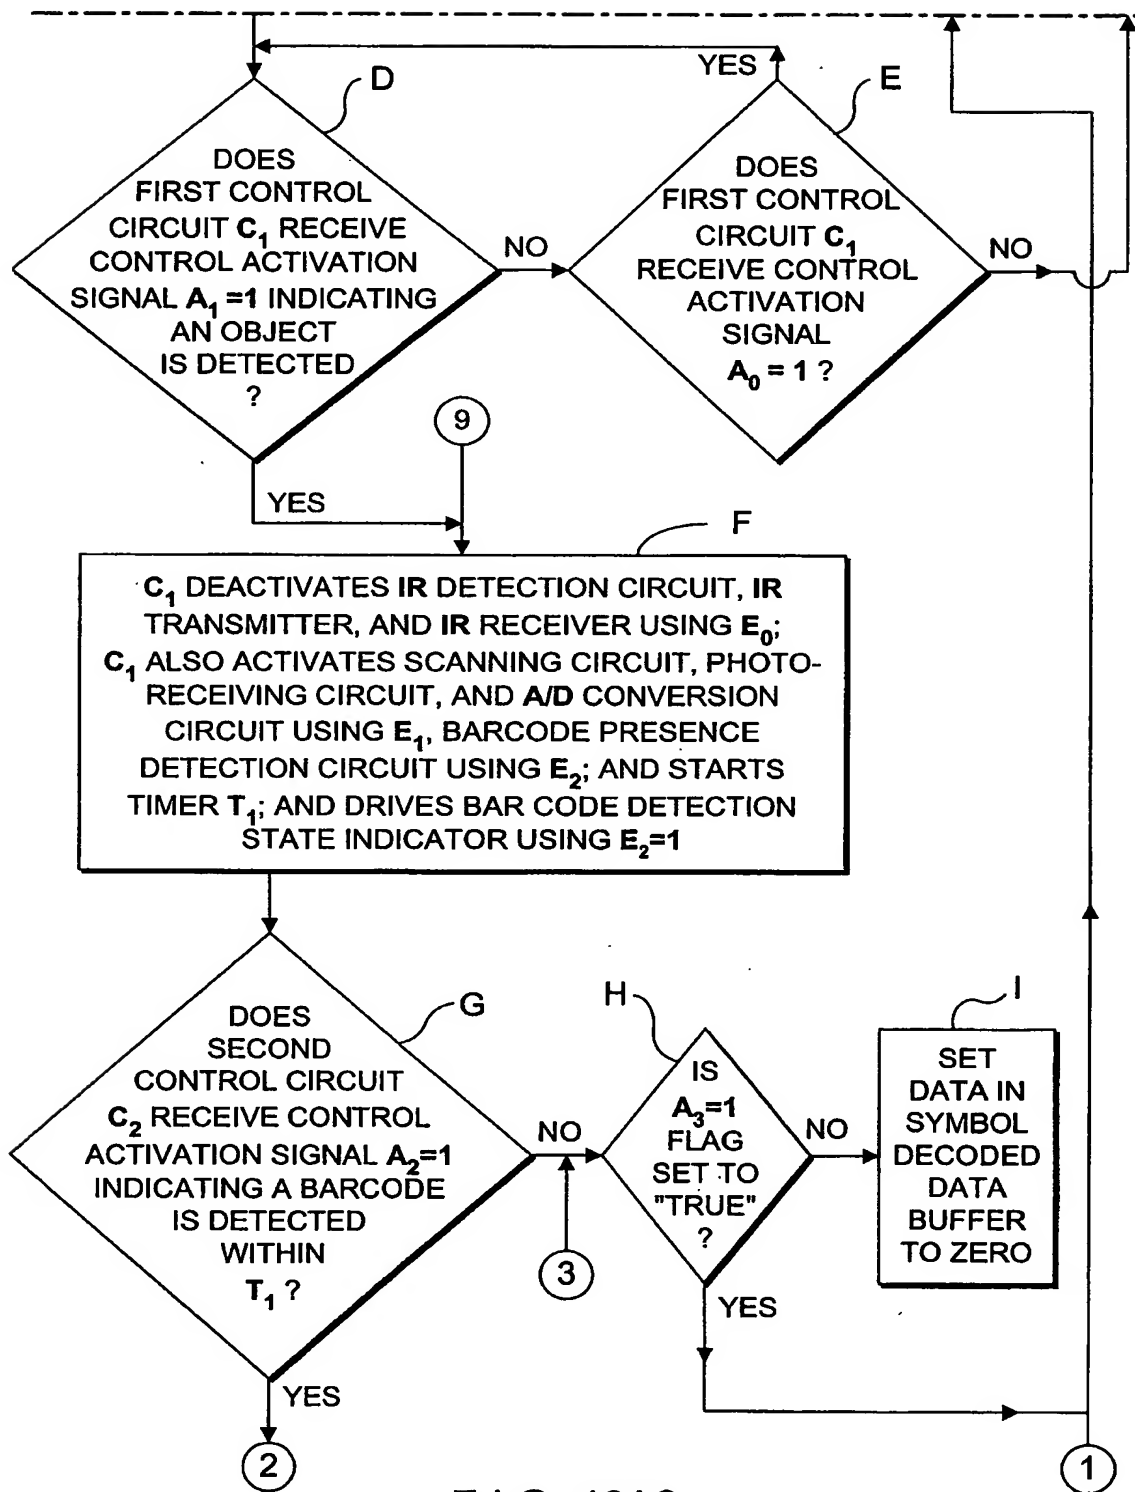 YES
D
E
DOES
FIRST CONTROL
CIRCUIT C₁ RECEIVE
CONTROL ACTIVATION
SIGNAL A₁ =1 INDICATING
AN OBJECT
IS DETECTED
?
NO
DOES
FIRST CONTROL
CIRCUIT C₁
RECEIVE CONTROL
ACTIVATION
SIGNAL
A₀ = 1 ?
NO
9
YES
F
C₁ DEACTIVATES IR DETECTION CIRCUIT, IR
TRANSMITTER, AND IR RECEIVER USING E₀;
C₁ ALSO ACTIVATES SCANNING CIRCUIT, PHOTO-
RECEIVING CIRCUIT, AND A/D CONVERSION
CIRCUIT USING E₁, BARCODE PRESENCE
DETECTION CIRCUIT USING E₂; AND STARTS
TIMER T₁; AND DRIVES BAR CODE DETECTION
STATE INDICATOR USING E₂=1
G
DOES
SECOND
CONTROL CIRCUIT
C₂ RECEIVE CONTROL
ACTIVATION SIGNAL A₂=1
INDICATING A BARCODE
IS DETECTED
WITHIN
T₁ ?
NO
3
H
IS
A₃=1
FLAG
SET TO
"TRUE"
?
NO
I
SET
DATA IN
SYMBOL
DECODED
DATA
BUFFER
TO ZERO
YES
YES
2
1